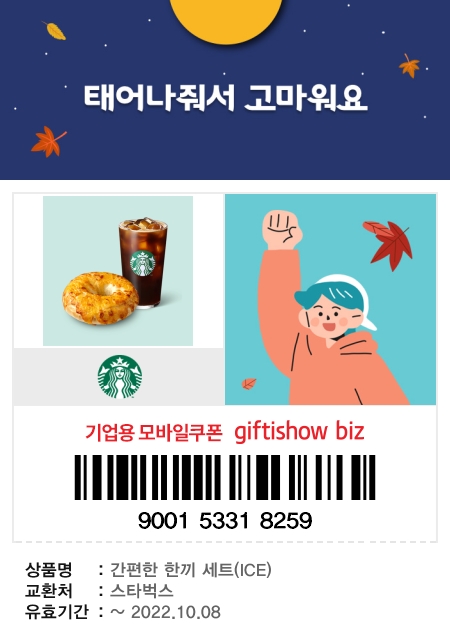 태어나줘서 고마워요
기업용 모바일쿠폰 giftishow biz
9001 5331 8259
상품명 : 간편한 한끼 세트(ICE)
교환처 : 스타벅스
유효기간 : ~ 2022.10.08